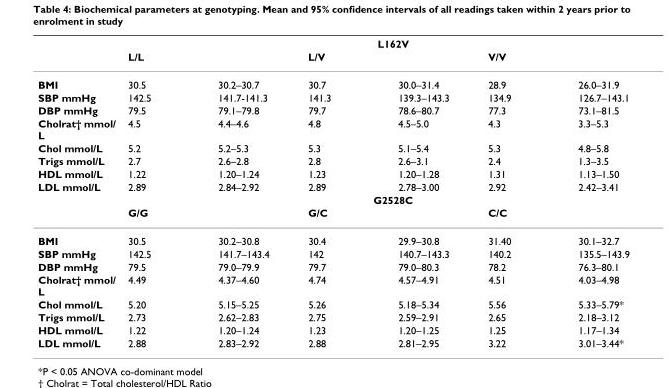 Table 4: Biochemical parameters at genotyping. Mean and 95% confidence intervals of all readings taken within 2 years prior to
enrolment in study
L162V
L/L L/V V/V
BMI 30.5 30.2–30.7 30.7 30.0–31.4 28.9 26.0–31.9
SBP mmHg 142.5 141.7-141.3 141.3 139.3–143.3 134.9 126.7–143.1
DBP mmHg 79.5 79.1–79.8 79.7 78.6–80.7 77.3 73.1–81.5
Cholrat† mmol/ 4.5 4.4–4.6 4.8 4.5–5.0 4.3 3.3–5.3
L
Chol mmol/L 5.2 5.2–5.3 5.3 5.1–5.4 5.3 4.8–5.8
Trigs mmol/L 2.7 2.6–2.8 2.8 2.6–3.1 2.4 1.3–3.5
HDL mmol/L 1.22 1.20–1.24 1.23 1.20–1.28 1.31 1.13–1.50
LDL mmol/L 2.89 2.84–2.92 2.89 2.78–3.00 2.92 2.42–3.41
G2528C
G/G G/C C/C
BMI 30.5 30.2–30.8 30.4 29.9–30.8 31.40 30.1–32.7
SBP mmHg 142.5 141.7–143.4 142 140.7–143.3 140.2 135.5–143.9
DBP mmHg 79.5 79.0–79.9 79.7 79.0–80.3 78.2 76.3–80.1
Cholrat† mmol/ 4.49 4.37–4.60 4.74 4.57–4.91 4.51 4.03–4.98
L
Chol mmol/L 5.20 5.15–5.25 5.26 5.18–5.34 5.56 5.33–5.79*
Trigs mmol/L 2.73 2.62–2.83 2.75 2.59–2.91 2.65 2.18–3.12
HDL mmol/L 1.22 1.20–1.24 1.23 1.20–1.25 1.25 1.17–1.34
LDL mmol/L 2.88 2.83–2.92 2.88 2.81–2.95 3.22 3.01–3.44*
*P < 0.05 ANOVA co-dominant model
† Cholrat = Total cholesterol/HDL Ratio